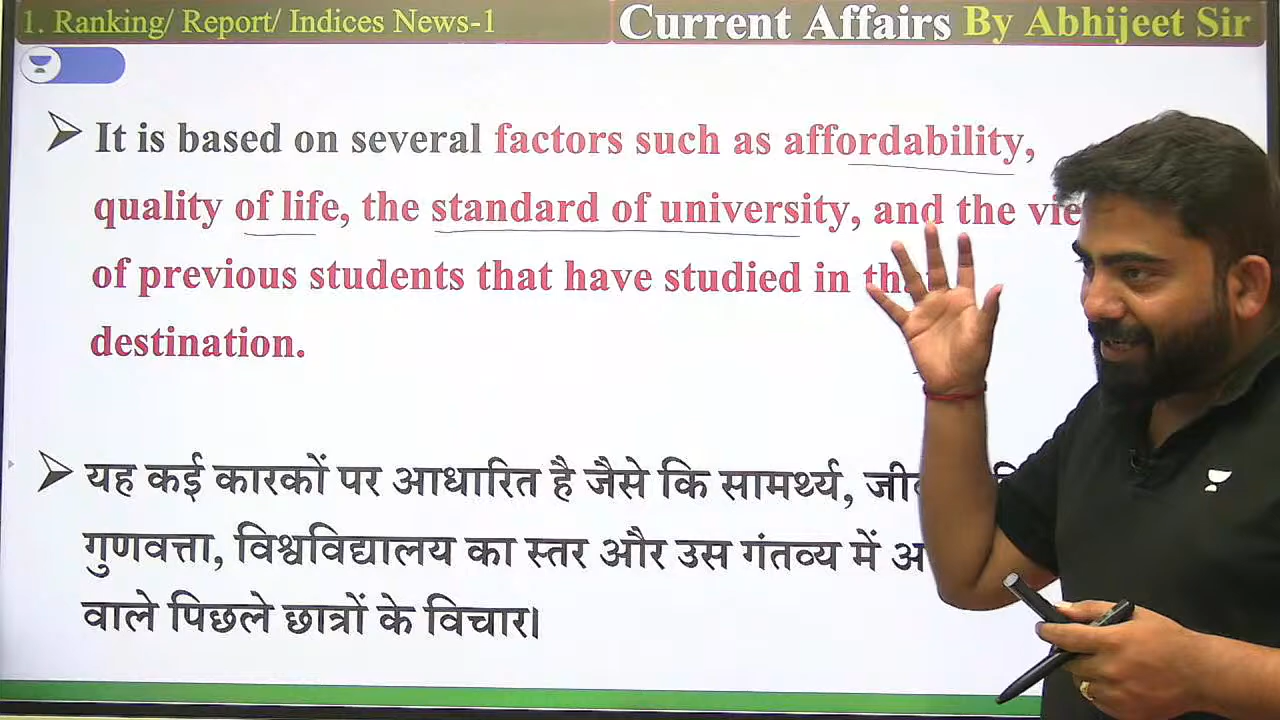 1. Ranking/ Report/ Indices News-1
Current Affairs By Abhijeet Sir
It is based on several factors such as affordability,
quality of life, the standard of university, and the
of previous students that have studied in
destination.
यह कई कारकों पर आधारित है जैसे कि सामर्थ्य,
गुणवत्ता, विश्वविद्यालय का स्तर और उस गंतव्य में
वाले पिछले छात्रों के विचार।